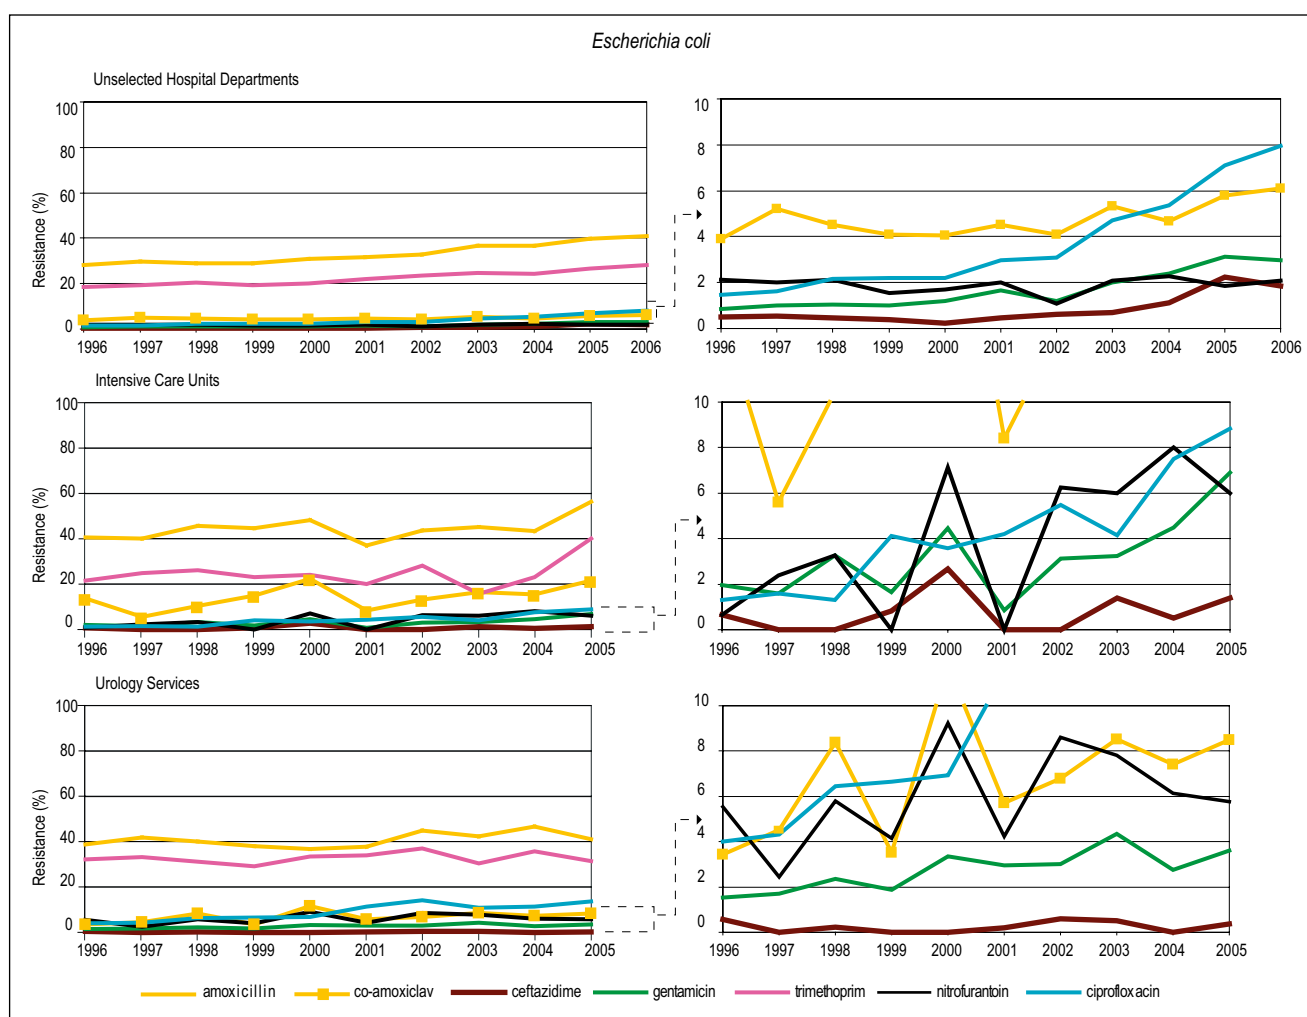 Escherichia coli
Unselected Hospital Departments
Resistance (%)
100
80
60
40
20
0
1996 1997 1998 1999 2000 2001 2002 2003 2004 2005 2006
10
8
6
4
2
0
1996 1997 1998 1999 2000 2001 2002 2003 2004 2005 2006
Intensive Care Units
Resistance (%)
100
80
60
40
20
0
1996 1997 1998 1999 2000 2001 2002 2003 2004 2005
10
8
6
4
2
0
1996 1997 1998 1999 2000 2001 2002 2003 2004 2005
Urology Services
Resistance (%)
100
80
60
40
20
0
1996 1997 1998 1999 2000 2001 2002 2003 2004 2005
10
8
6
4
2
0
1996 1997 1998 1999 2000 2001 2002 2003 2004 2005
amoxicillin co-amoxiclav ceftazidime gentamicin trimethoprim nitrofurantoin ciprofloxacin